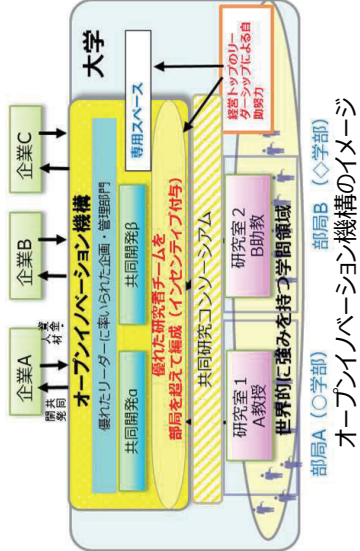 企業A
企業B
企業C
共同
開発
人材
資金・
大学
オープンイノベーション機構
優れたリーダーに率いられた企画・管理部門
共同開発α
共同開発β
専用スペース
優れた研究者チームを
部局を超えて編成(インセンティブ付与)
経営トップのリー
ダーシップによる自
助努力
共同研究コンソーシアム
研究室1
A教授
研究室2
B助教
世界的に強みを持つ学問領域
部局A(○学部)
部局B(◇学部)
オープンイノベーション機構のイメージ